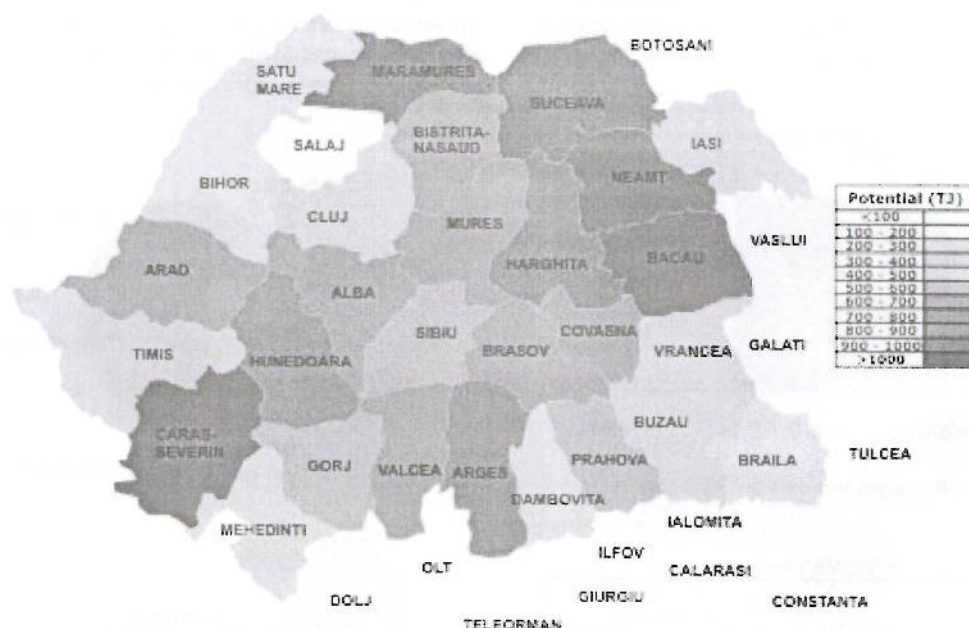 BOTOSANI
SATU
MARE
MARAMURES
SUCEAVA
BISTRITA-
NASAUD
SALAJ
IASI
BIHOR
NEAMT
CLUJ
MURES
Potential (TJ)
<100
100 - 200
200 - 300
300 - 400
400 - 500
500 - 600
600 - 700
700 - 800
800 - 900
900 - 1000
>1000
VASLUI
ARAD
ALBA
HARGHITA
BACAU
TIMIS
HUNEDOARA
SIBIU
BRASOV
COVASNA
VRANCEA
GALATI
CARAS-
SEVERIN
GORJ
VALCEA
ARGES
PRAHOVA
BUZAU
BRAILA
TULCEA
MEHEDINTI
DAMBOVITA
IALOMITA
OLT
ILFOV
CALARASI
DOLJ
GIURGIU
CONSTANTA
TELEORMAN